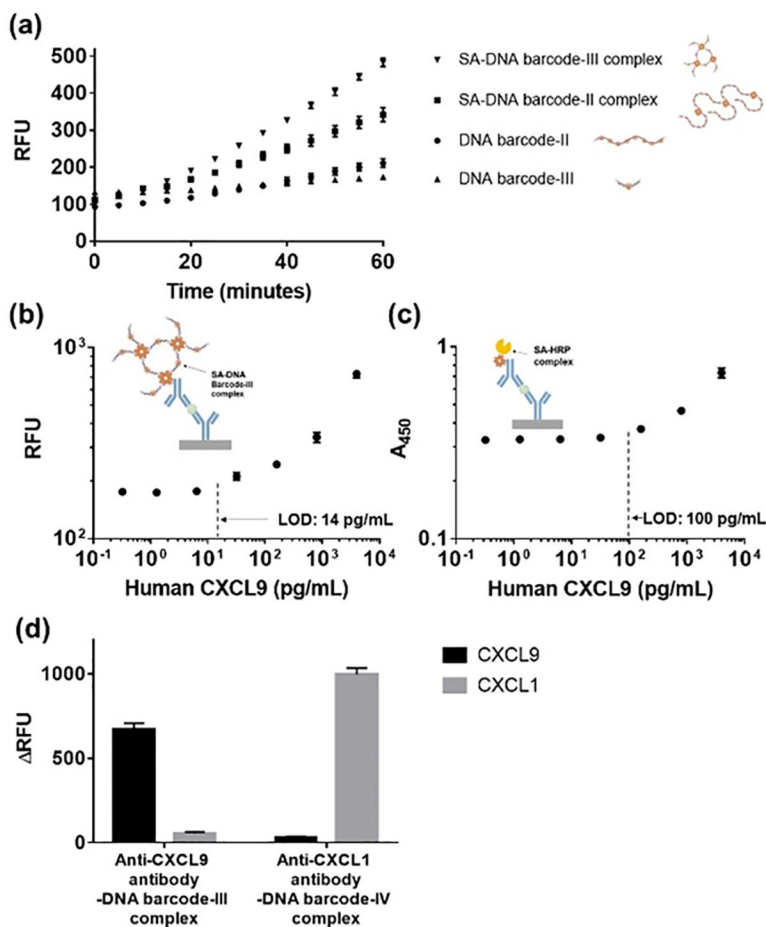 (a)
500
400
300
200
100
0
RFU
0
20
40
60
Time (minutes)
SA-DNA barcode-III complex
SA-DNA barcode-II complex
DNA barcode-II
DNA barcode-III
(b)
10³
10²
RFU
SA-DNA
Barcode-III
complex
LOD: 14 pg/mL
10⁻¹
10⁰
10¹
10²
10³
10⁴
Human CXCL9 (pg/mL)
(c)
1
0.1
A₄₅₀
SA-HRP
complex
LOD: 100 pg/mL
10⁻¹
10⁰
10¹
10²
10³
10⁴
Human CXCL9 (pg/mL)
(d)
1000
500
0
ΔRFU
CXCL9
CXCL1
Anti-CXCL9
antibody
-DNA barcode-III
complex
Anti-CXCL1
antibody
-DNA barcode-IV
complex